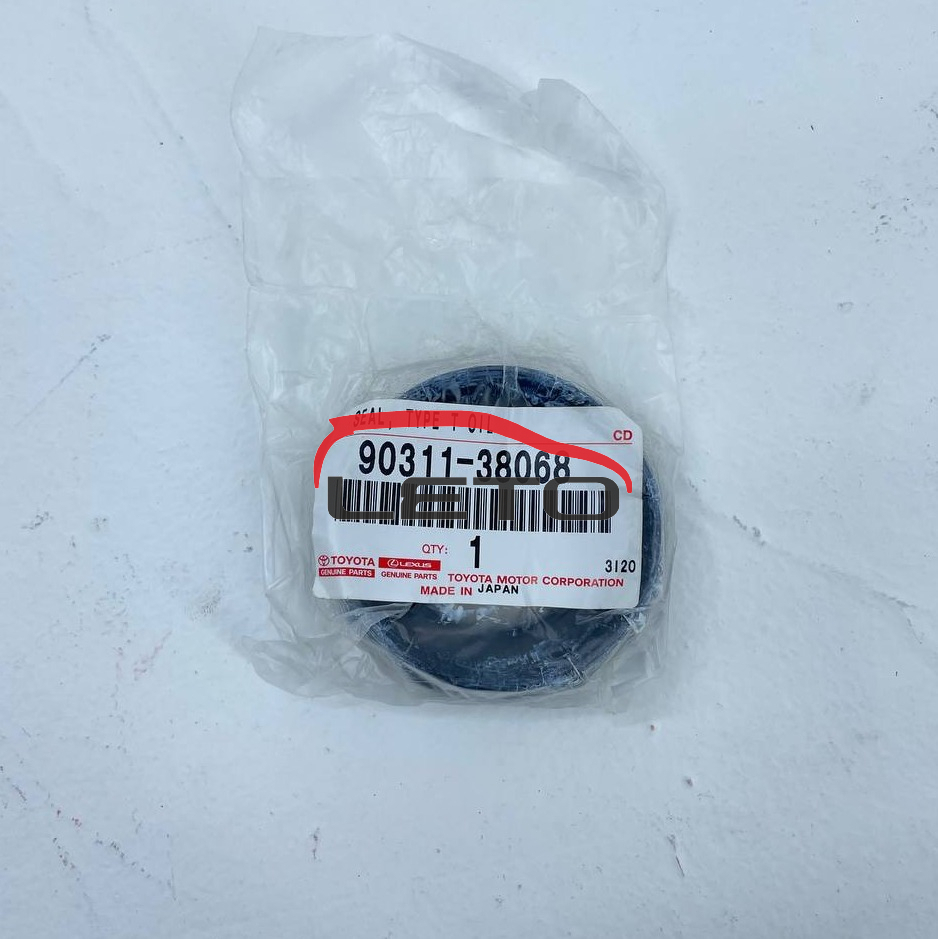 SEAL, TYPE T OIL
CD
90311-38068
LETO
QTY: 1
TOYOTA LEXUS 3I20
GENUINE PARTS GENUINE PARTS TOYOTA MOTOR CORPORATION
MADE IN JAPAN